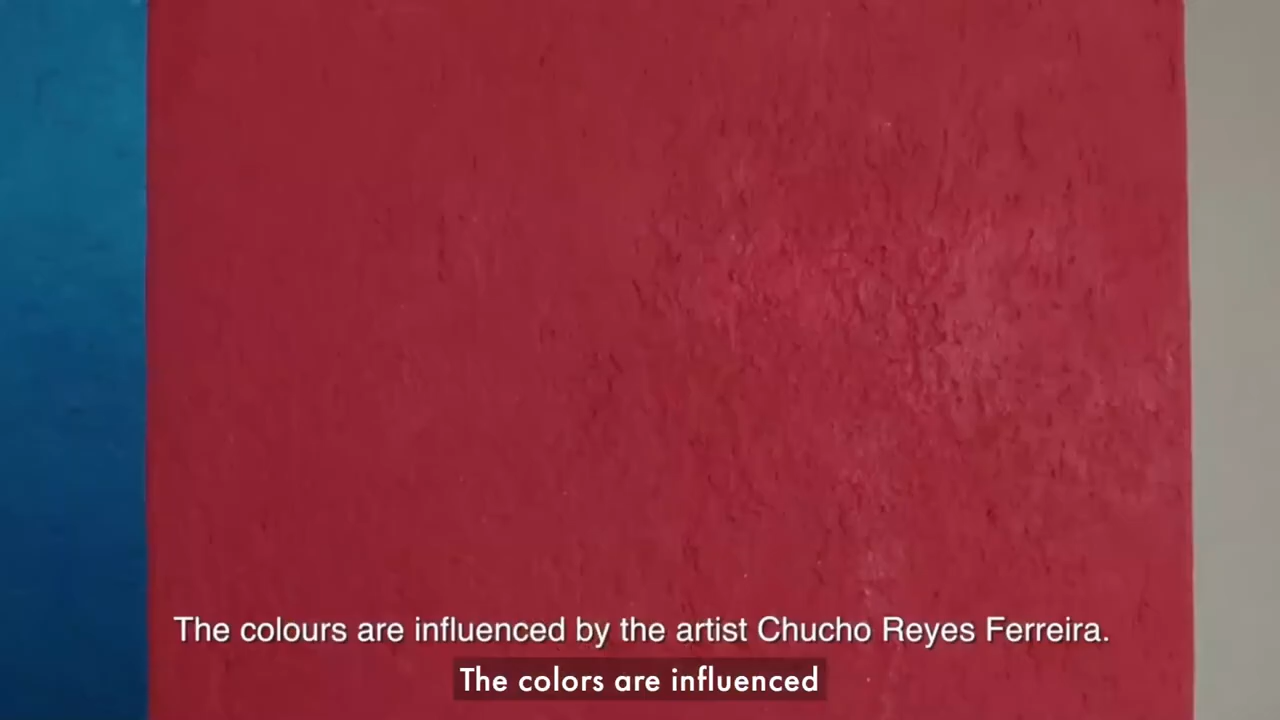 The colours are influenced by the artist Chucho Reyes Ferreira.
The colors are influenced